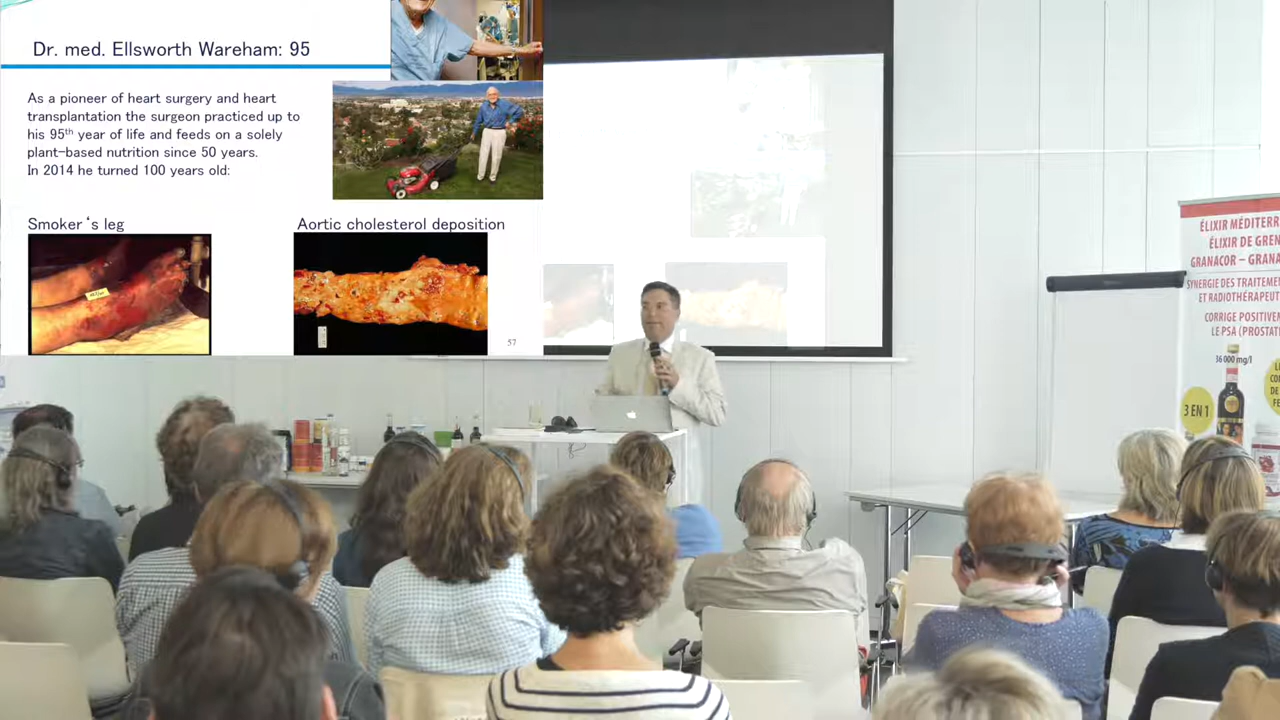 Dr. med. Ellsworth Wareham: 95
As a pioneer of heart surgery and heart
transplantation the surgeon practiced up to
his 95th year of life and feeds on a solely
plant-based nutrition since 50 years.
In 2014 he turned 100 years old:
Smoker‘s leg
Aortic cholesterol deposition
57
ÉLIXIR MÉDITERR
ÉLIXIR DE GREN
GRANACOR – GRANA
SYNERGIE DES TRAITEME
ET RADIOTHÉRAPEUT
CORRIGE POSITIVEM
LE PSA (PROSTAT
36 000 mg/l
3 EN 1